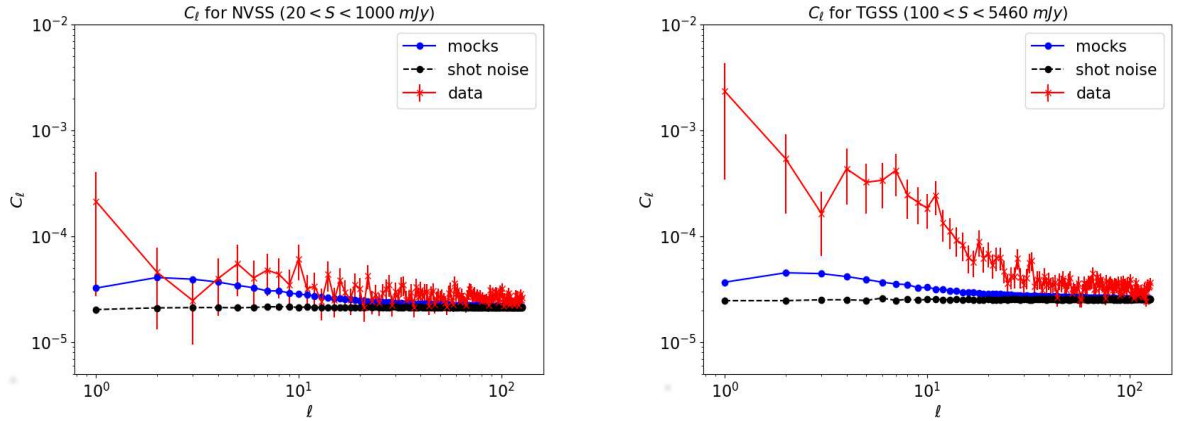 C_ℓ for NVSS (20 < S < 1000 mJy)
10^{-2}
10^{-3}
10^{-4}
10^{-5}
C_ℓ
mocks
shot noise
data
10^0
10^1
10^2
ℓ
C_ℓ for TGSS (100 < S < 5460 mJy)
10^{-2}
10^{-3}
10^{-4}
10^{-5}
C_ℓ
mocks
shot noise
data
10^0
10^1
10^2
ℓ